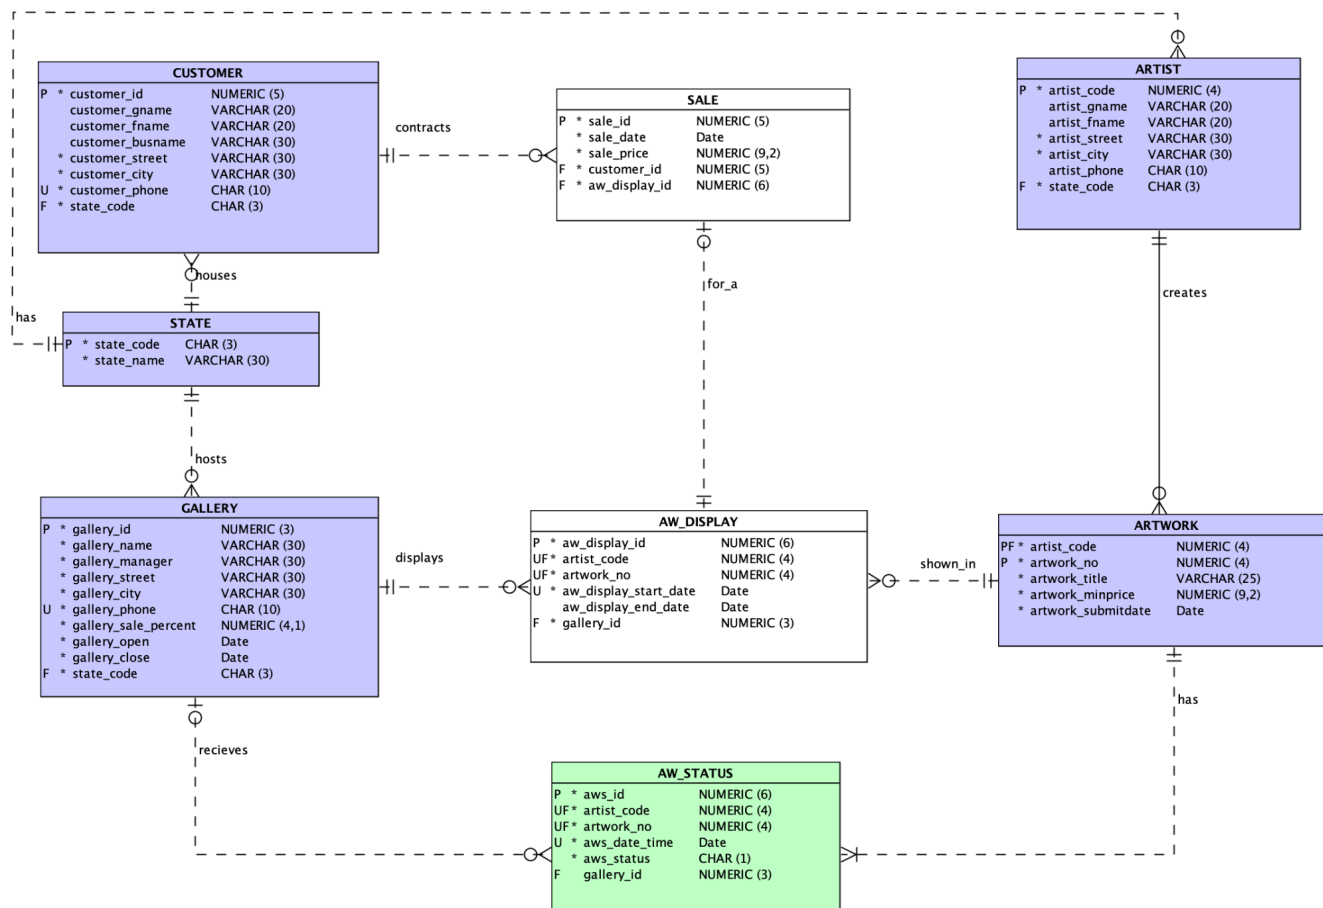 CUSTOMER
P * customer_id NUMERIC (5)
customer_gname VARCHAR (20)
customer_fname VARCHAR (20)
customer_busname VARCHAR (30)
* customer_street VARCHAR (30)
* customer_city VARCHAR (30)
U * customer_phone CHAR (10)
F * state_code CHAR (3)
contracts
SALE
P * sale_id NUMERIC (5)
* sale_date Date
* sale_price NUMERIC (9,2)
F * customer_id NUMERIC (5)
F * aw_display_id NUMERIC (6)
ARTIST
P * artist_code NUMERIC (4)
artist_gname VARCHAR (20)
artist_fname VARCHAR (20)
* artist_street VARCHAR (30)
* artist_city VARCHAR (30)
artist_phone CHAR (10)
F * state_code CHAR (3)
houses
for_a
creates
has
STATE
P * state_code CHAR (3)
* state_name VARCHAR (30)
hosts
GALLERY
P * gallery_id NUMERIC (3)
* gallery_name VARCHAR (30)
* gallery_manager VARCHAR (30)
* gallery_street VARCHAR (30)
* gallery_city VARCHAR (30)
U * gallery_phone CHAR (10)
* gallery_sale_percent NUMERIC (4,1)
* gallery_open Date
* gallery_close Date
F * state_code CHAR (3)
displays
AW_DISPLAY
P * aw_display_id NUMERIC (6)
UF * artist_code NUMERIC (4)
UF * artwork_no NUMERIC (4)
U * aw_display_start_date Date
aw_display_end_date Date
F * gallery_id NUMERIC (3)
shown_in
ARTWORK
PF * artist_code NUMERIC (4)
P * artwork_no NUMERIC (4)
* artwork_title VARCHAR (25)
* artwork_minprice NUMERIC (9,2)
* artwork_submitdate Date
has
recieves
AW_STATUS
P * aws_id NUMERIC (6)
UF * artist_code NUMERIC (4)
UF * artwork_no NUMERIC (4)
U * aws_date_time Date
* aws_status CHAR (1)
F gallery_id NUMERIC (3)